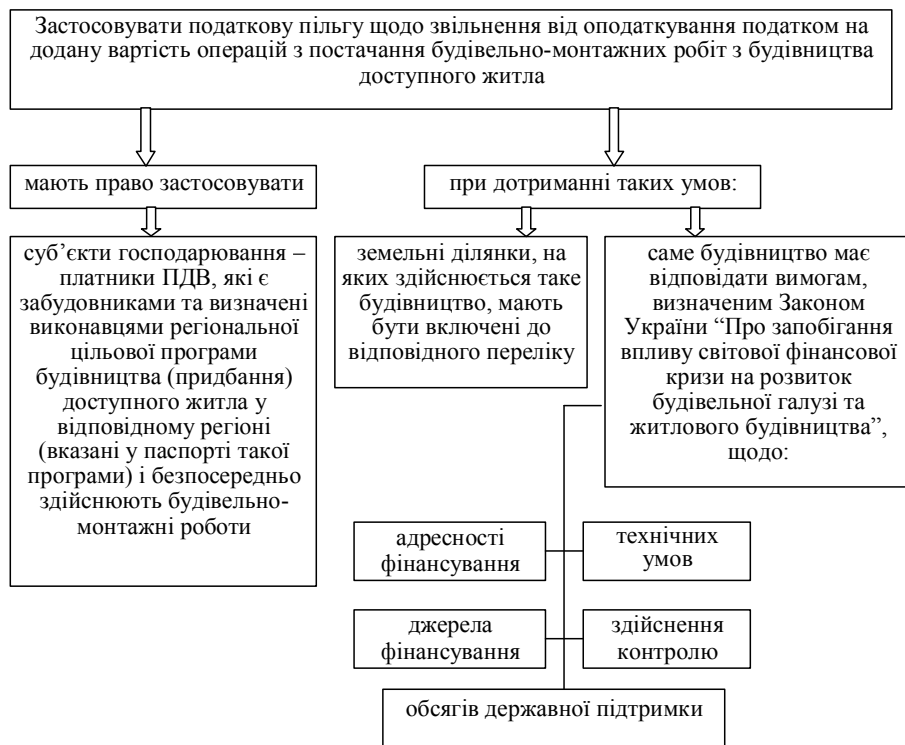 Застосовувати податкову пільгу щодо звільнення від оподаткування податком на
додану вартість операцій з постачання будівельно-монтажних робіт з будівництва
доступного житла
мають право застосовувати
при дотриманні таких умов:
суб’єкти господарювання –
платники ПДВ, які є
забудовниками та визначені
виконавцями регіональної
цільової програми
будівництва (придбання)
доступного житла у
відповідному регіоні
(вказані у паспорті такої
програми) і безпосередньо
здійснюють будівельно-
монтажні роботи
земельні ділянки, на
яких здійснюється таке
будівництво, мають
бути включені до
відповідного переліку
саме будівництво має
відповідати вимогам,
визначеним Законом
України “Про запобігання
впливу світової фінансової
кризи на розвиток
будівельної галузі та
житлового будівництва”,
щодо:
адресності
фінансування
технічних
умов
джерела
фінансування
здійснення
контролю
обсягів державної підтримки